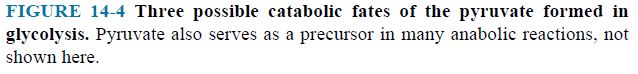 FIGURE 14-4 Three possible catabolic fates of the pyruvate formed in
glycolysis. Pyruvate also serves as a precursor in many anabolic reactions, not
shown here.